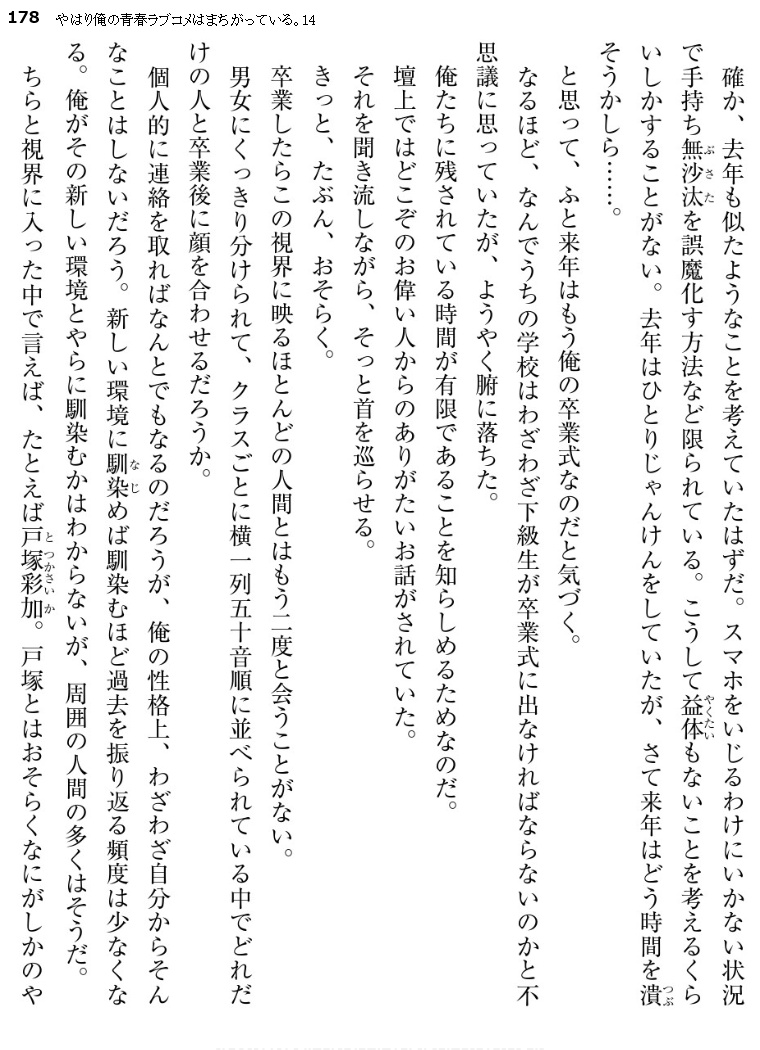 178 やはり俺の青春ラブコメはまちがっている。14
確か、去年も似たようなことを考えていたはずだ。スマホをいじるわけにいかない状況
で手持ち無沙汰を誤魔化す方法など限られている。こうして益体もないことを考えるくら
いしかすることがない。去年はひとりじゃんけんをしていたが、さて来年はどう時間を潰
そうかしら……。
と思って、ふと来年はもう俺の卒業式なのだと気づく。
なるほど、なんでうちの学校はわざわざ下級生が卒業式に出なければならないのかと不
思議に思っていたが、ようやく腑に落ちた。
俺たちに残されている時間が有限であることを知らしめるためなのだ。
壇上ではどこぞのお偉い人からのありがたいお話がされていた。
それを聞き流しながら、そっと首を巡らせる。
きっと、たぶん、おそらく。
卒業したらこの視界に映るほとんどの人間とはもう二度と会うことがない。
男女にくっきり分けられて、クラスごとに横一列五十音順に並べられている中でどれだ
けの人と卒業後に顔を合わせるだろうか。
個人的に連絡を取ればなんとでもなるのだろうが、俺の性格上、わざわざ自分からそん
なことはしないだろう。新しい環境に馴染めば馴染むほど過去を振り返る頻度は少なくな
る。俺がその新しい環境とやらに馴染むかはわからないが、周囲の人間の多くはそうだ。
ちらと視界に入った中で言えば、たとえば戸塚彩加。戸塚とはおそらくなにがしかのや